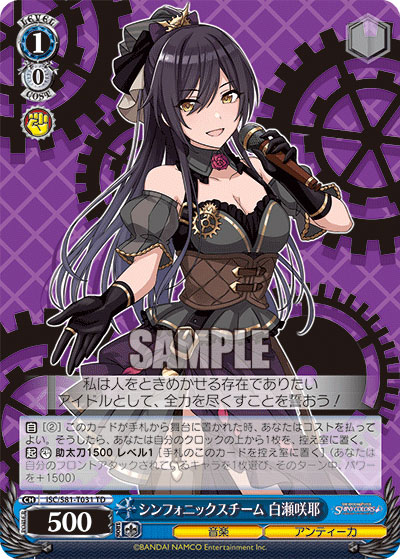 LEVEL
1
0
COST
SAMPLE
私は人をときめかせる存在でありたい
アイドルとして、全力を尽くすことを誓おう！
自 [②] このカードが手札から舞台に置かれた時、あなたはコストを払ってよ
い。そうしたら、あなたは自分のクロックの上から1枚を、控え室に置く。
起 助太刀1500 レベル1 [手札のこのカードを控え室に置く] （あなたは
自分のフロントアタックされているキャラを1枚選び、そのターン中、パワー
を＋1500）
ISC/S81-T051 TD
500
シンフォニックスチーム 白瀬咲耶
SHINYCOLORS
音楽
アンティーカ
©BANDAI NAMCO Entertainment Inc.